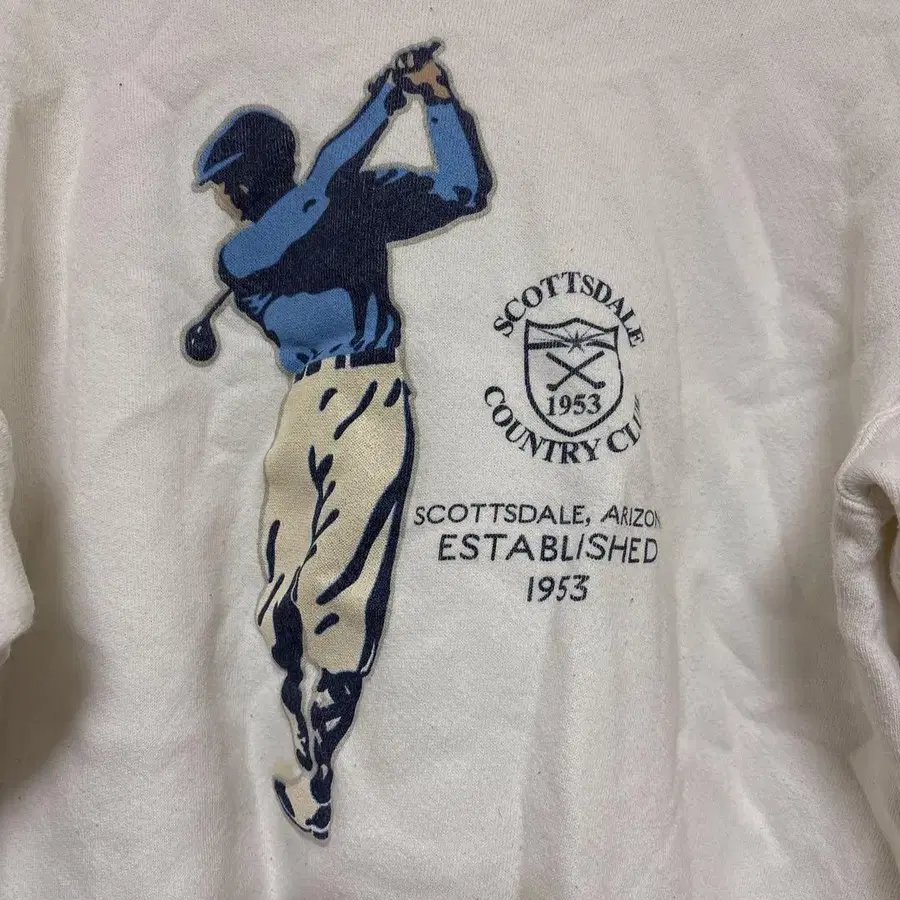 SCOTTSDALE
1953
COUNTRY CLU
SCOTTSDALE, ARIZON
ESTABLISHED
1953